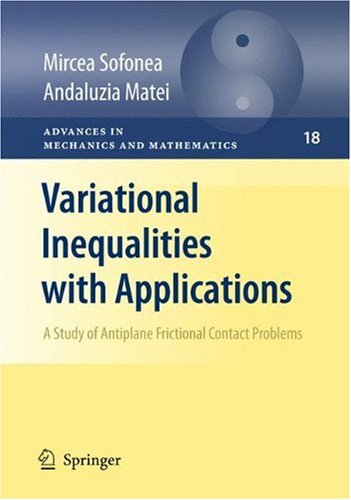 Mircea Sofonea
Andaluzia Matei
ADVANCES IN
MECHANICS AND MATHEMATICS
18
Variational
Inequalities
with Applications
A Study of Antiplane Frictional Contact Problems
Springer